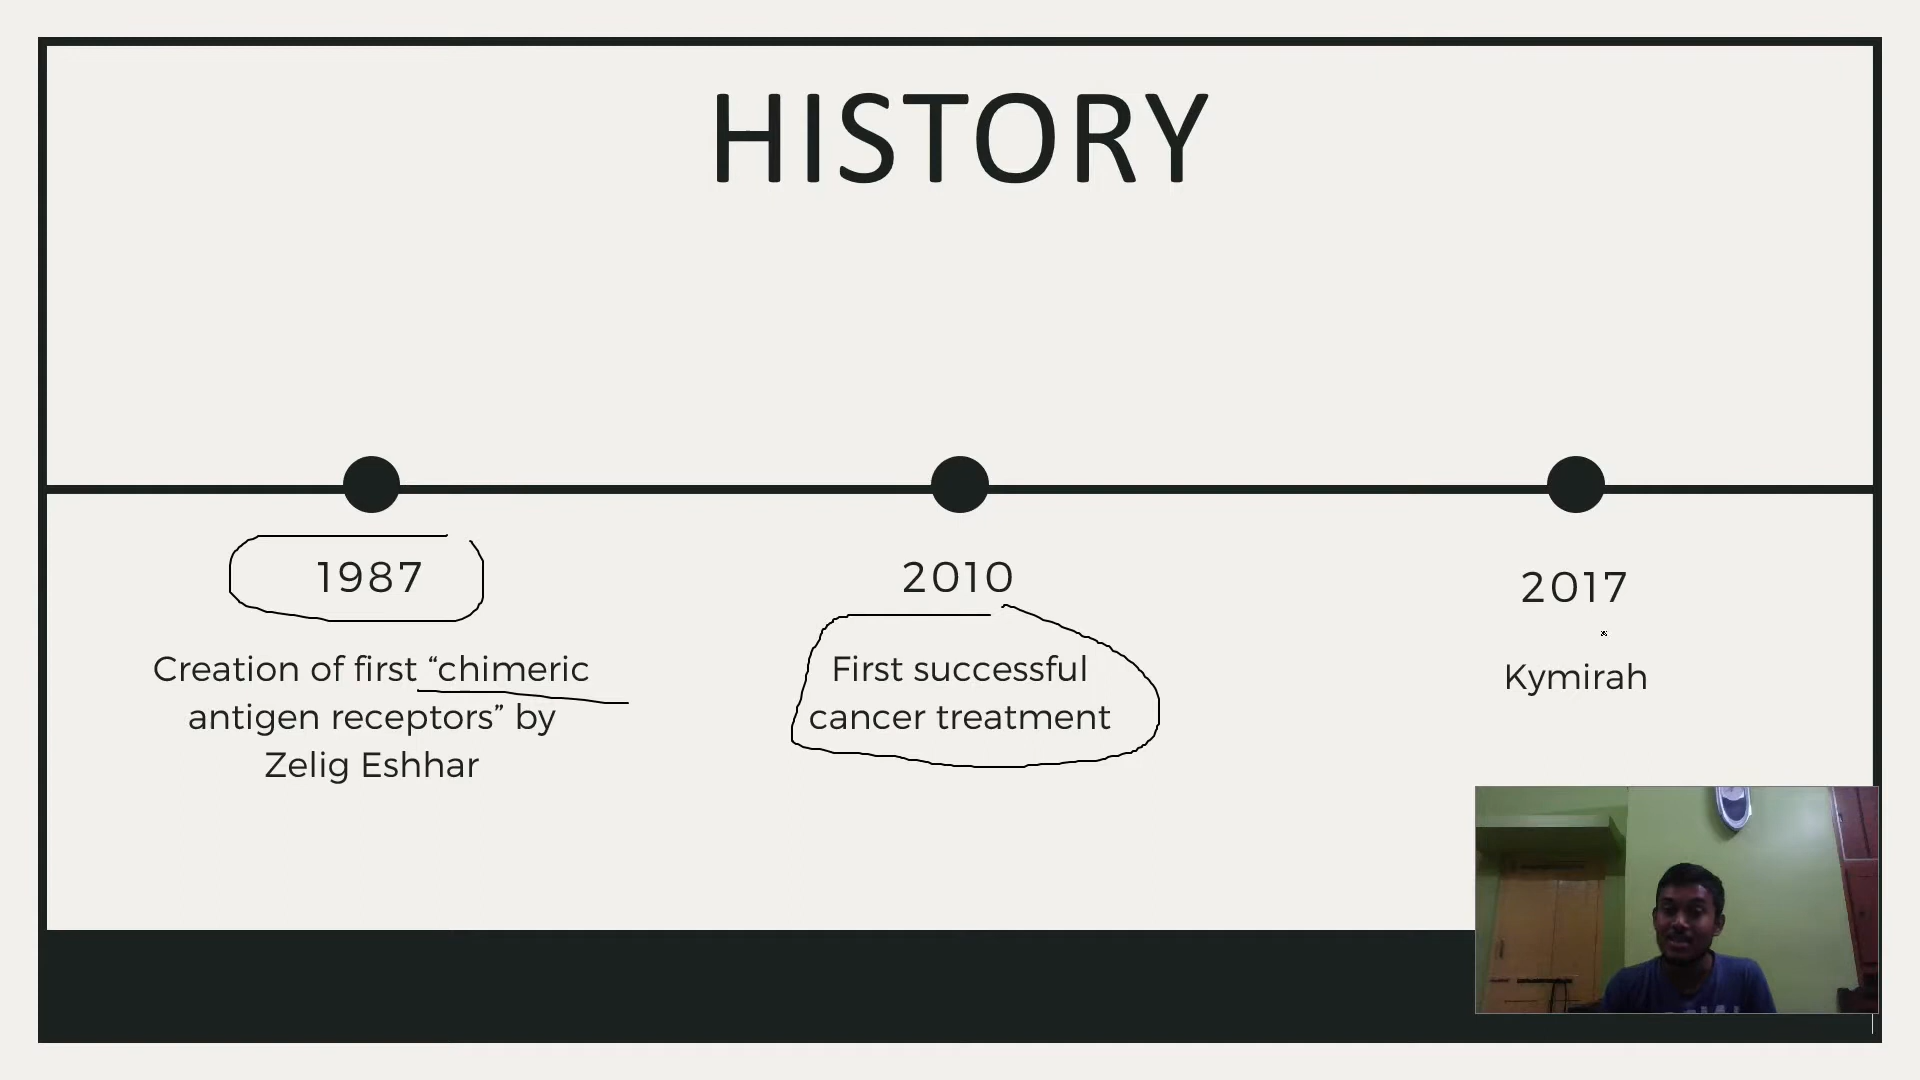 HISTORY
1987
Creation of first “chimeric
antigen receptors” by
Zelig Eshhar
2010
First successful
cancer treatment
2017
Kymirah